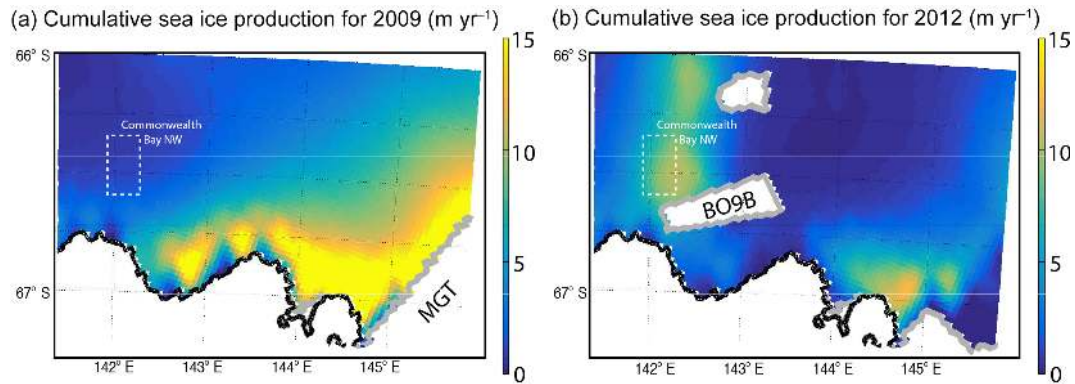 (a) Cumulative sea ice production for 2009 (m yr⁻¹)
66° S
67° S
142° E
143° E
144° E
145° E
Commonwealth
Bay NW
MGT
15
10
5
0
(b) Cumulative sea ice production for 2012 (m yr⁻¹)
66° S
67° S
142° E
143° E
144° E
145° E
Commonwealth
Bay NW
BO9B
15
10
5
0